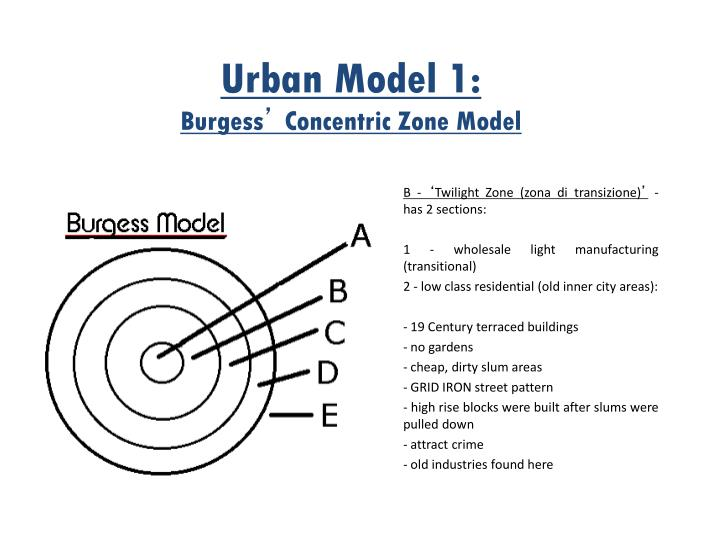 Urban Model 1:
Burgess’ Concentric Zone Model
Burgess Model
A
B
C
D
E
B - ‘Twilight Zone (zona di transizione)’ -
has 2 sections:
1 - wholesale light manufacturing
(transitional)
2 - low class residential (old inner city areas):
- 19 Century terraced buildings
- no gardens
- cheap, dirty slum areas
- GRID IRON street pattern
- high rise blocks were built after slums were
pulled down
- attract crime
- old industries found here